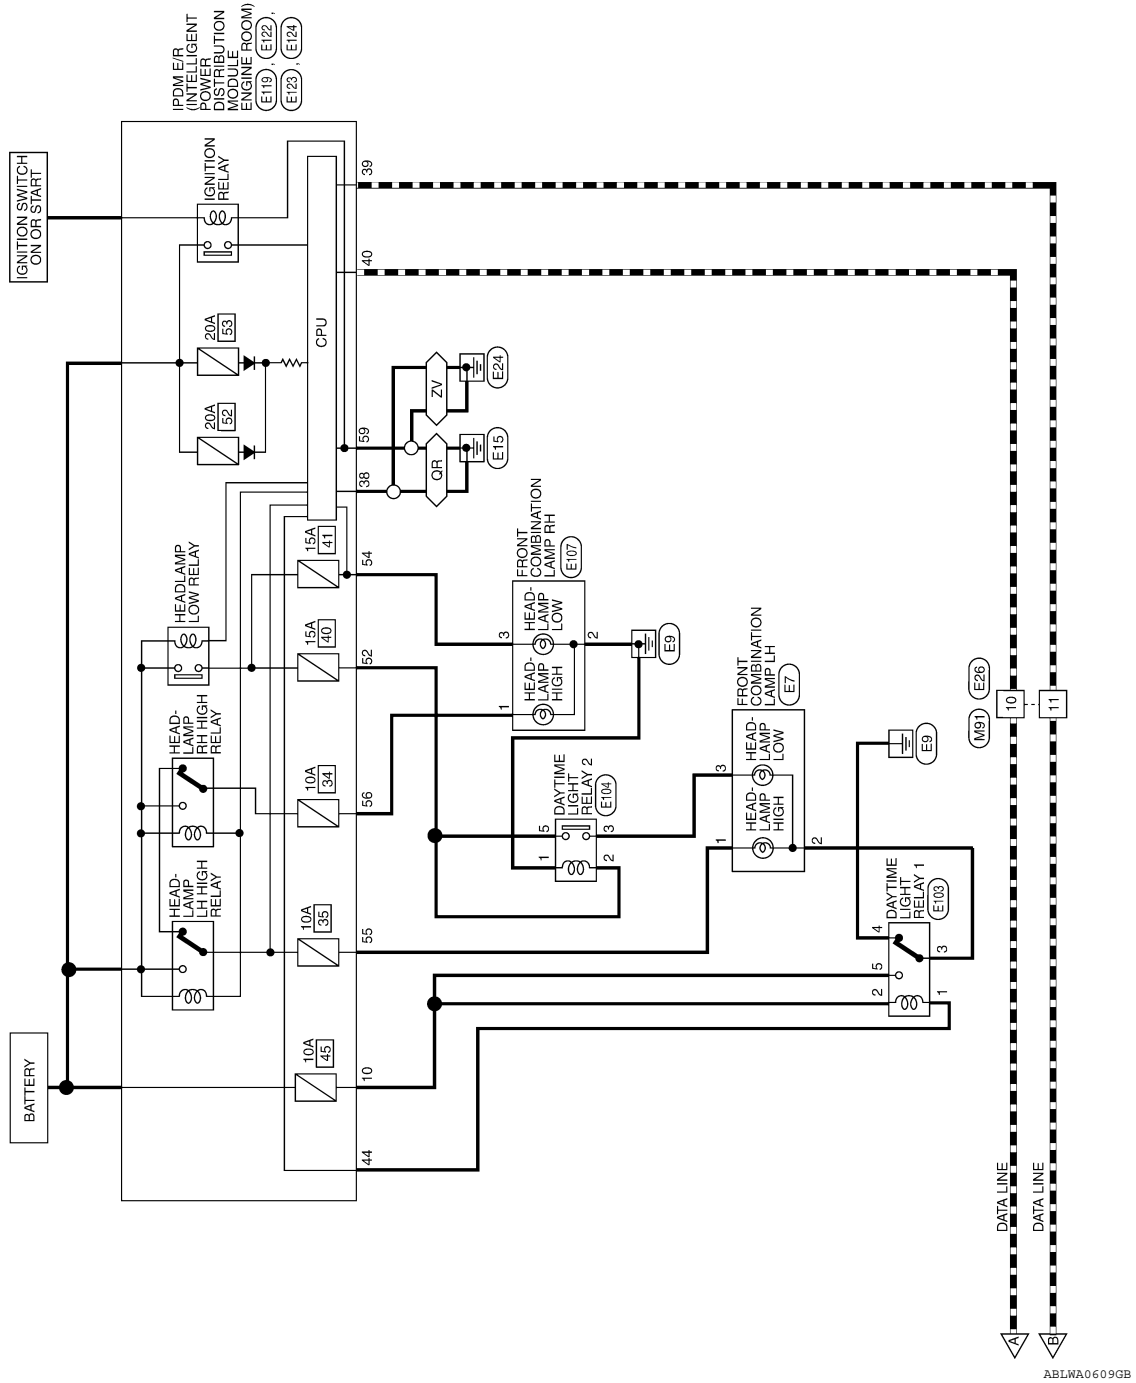 IGNITION SWITCH
ON OR START
BATTERY
IPDM E/R
(INTELLIGENT
POWER
DISTRIBUTION
MODULE
ENGINE ROOM)
E119 , E122 ,
E123 , E124
IGNITION
RELAY
20A
53
20A
52
CPU
HEADLAMP
LOW RELAY
HEAD-
LAMP
RH HIGH
RELAY
HEAD-
LAMP
LH HIGH
RELAY
15A
41
15A
40
10A
34
10A
35
10A
45
39
40
59
38
54
52
56
55
10
44
ZV
QR
E24
E15
FRONT
COMBINATION
LAMP RH
E107
HEAD-
LAMP
LOW
HEAD-
LAMP
HIGH
3
1
2
E9
DAYTIME
LIGHT
RELAY 2
E104
5
1
3
2
FRONT
COMBINATION
LAMP LH
E7
HEAD-
LAMP
LOW
HEAD-
LAMP
HIGH
3
1
2
E9
DAYTIME
LIGHT
RELAY 1
E103
4
5
2
3
1
M91
E26
10
11
DATA LINE
DATA LINE
A
B
ABLWA0609GB